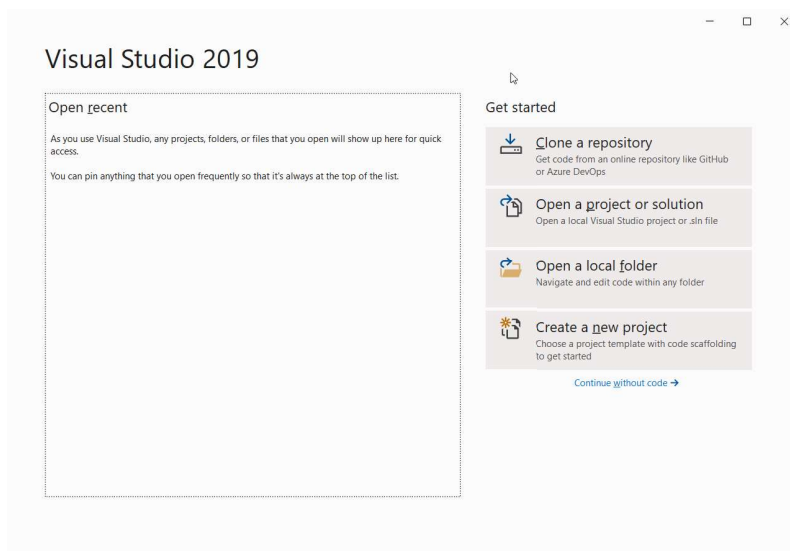 Visual Studio 2019
Open recent
As you use Visual Studio, any projects, folders, or files that you open will show up here for quick
access.
You can pin anything that you open frequently so that it's always at the top of the list.
Get started
Clone a repository
Get code from an online repository like GitHub
or Azure DevOps
Open a project or solution
Open a local Visual Studio project or .sln file
Open a local folder
Navigate and edit code within any folder
Create a new project
Choose a project template with code scaffolding
to get started
Continue without code →